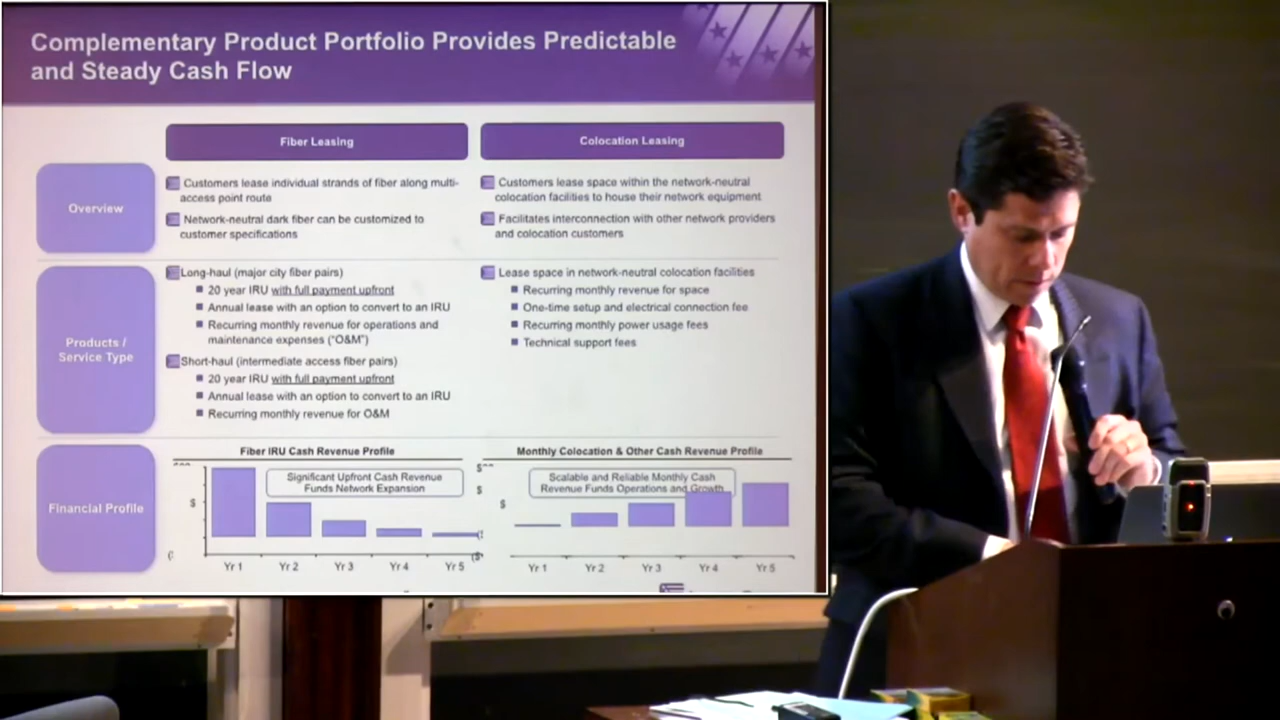 Complementary Product Portfolio Provides Predictable
and Steady Cash Flow
Fiber Leasing
Colocation Leasing
Overview
Customers lease individual strands of fiber along multi-
access point route
Network-neutral dark fiber can be customized to
customer specifications
Customers lease space within the network-neutral
colocation facilities to house their network equipment
Facilitates interconnection with other network providers
and colocation customers
Products /
Service Type
Long-haul (major city fiber pairs)
20 year IRU with full payment upfront
Annual lease with an option to convert to an IRU
Recurring monthly revenue for operations and
maintenance expenses ("O&M")
Short-haul (intermediate access fiber pairs)
20 year IRU with full payment upfront
Annual lease with an option to convert to an IRU
Recurring monthly revenue for O&M
Lease space in network-neutral colocation facilities
Recurring monthly revenue for space
One-time setup and electrical connection fee
Recurring monthly power usage fees
Technical support fees
Financial Profile
Fiber IRU Cash Revenue Profile
Significant Upfront Cash Revenue
Funds Network Expansion
$
Yr 1 Yr 2 Yr 3 Yr 4 Yr 5
Monthly Colocation & Other Cash Revenue Profile
Scalable and Reliable Monthly Cash
Revenue Funds Operations and Growth
$
$
Yr 1 Yr 2 Yr 3 Yr 4 Yr 5